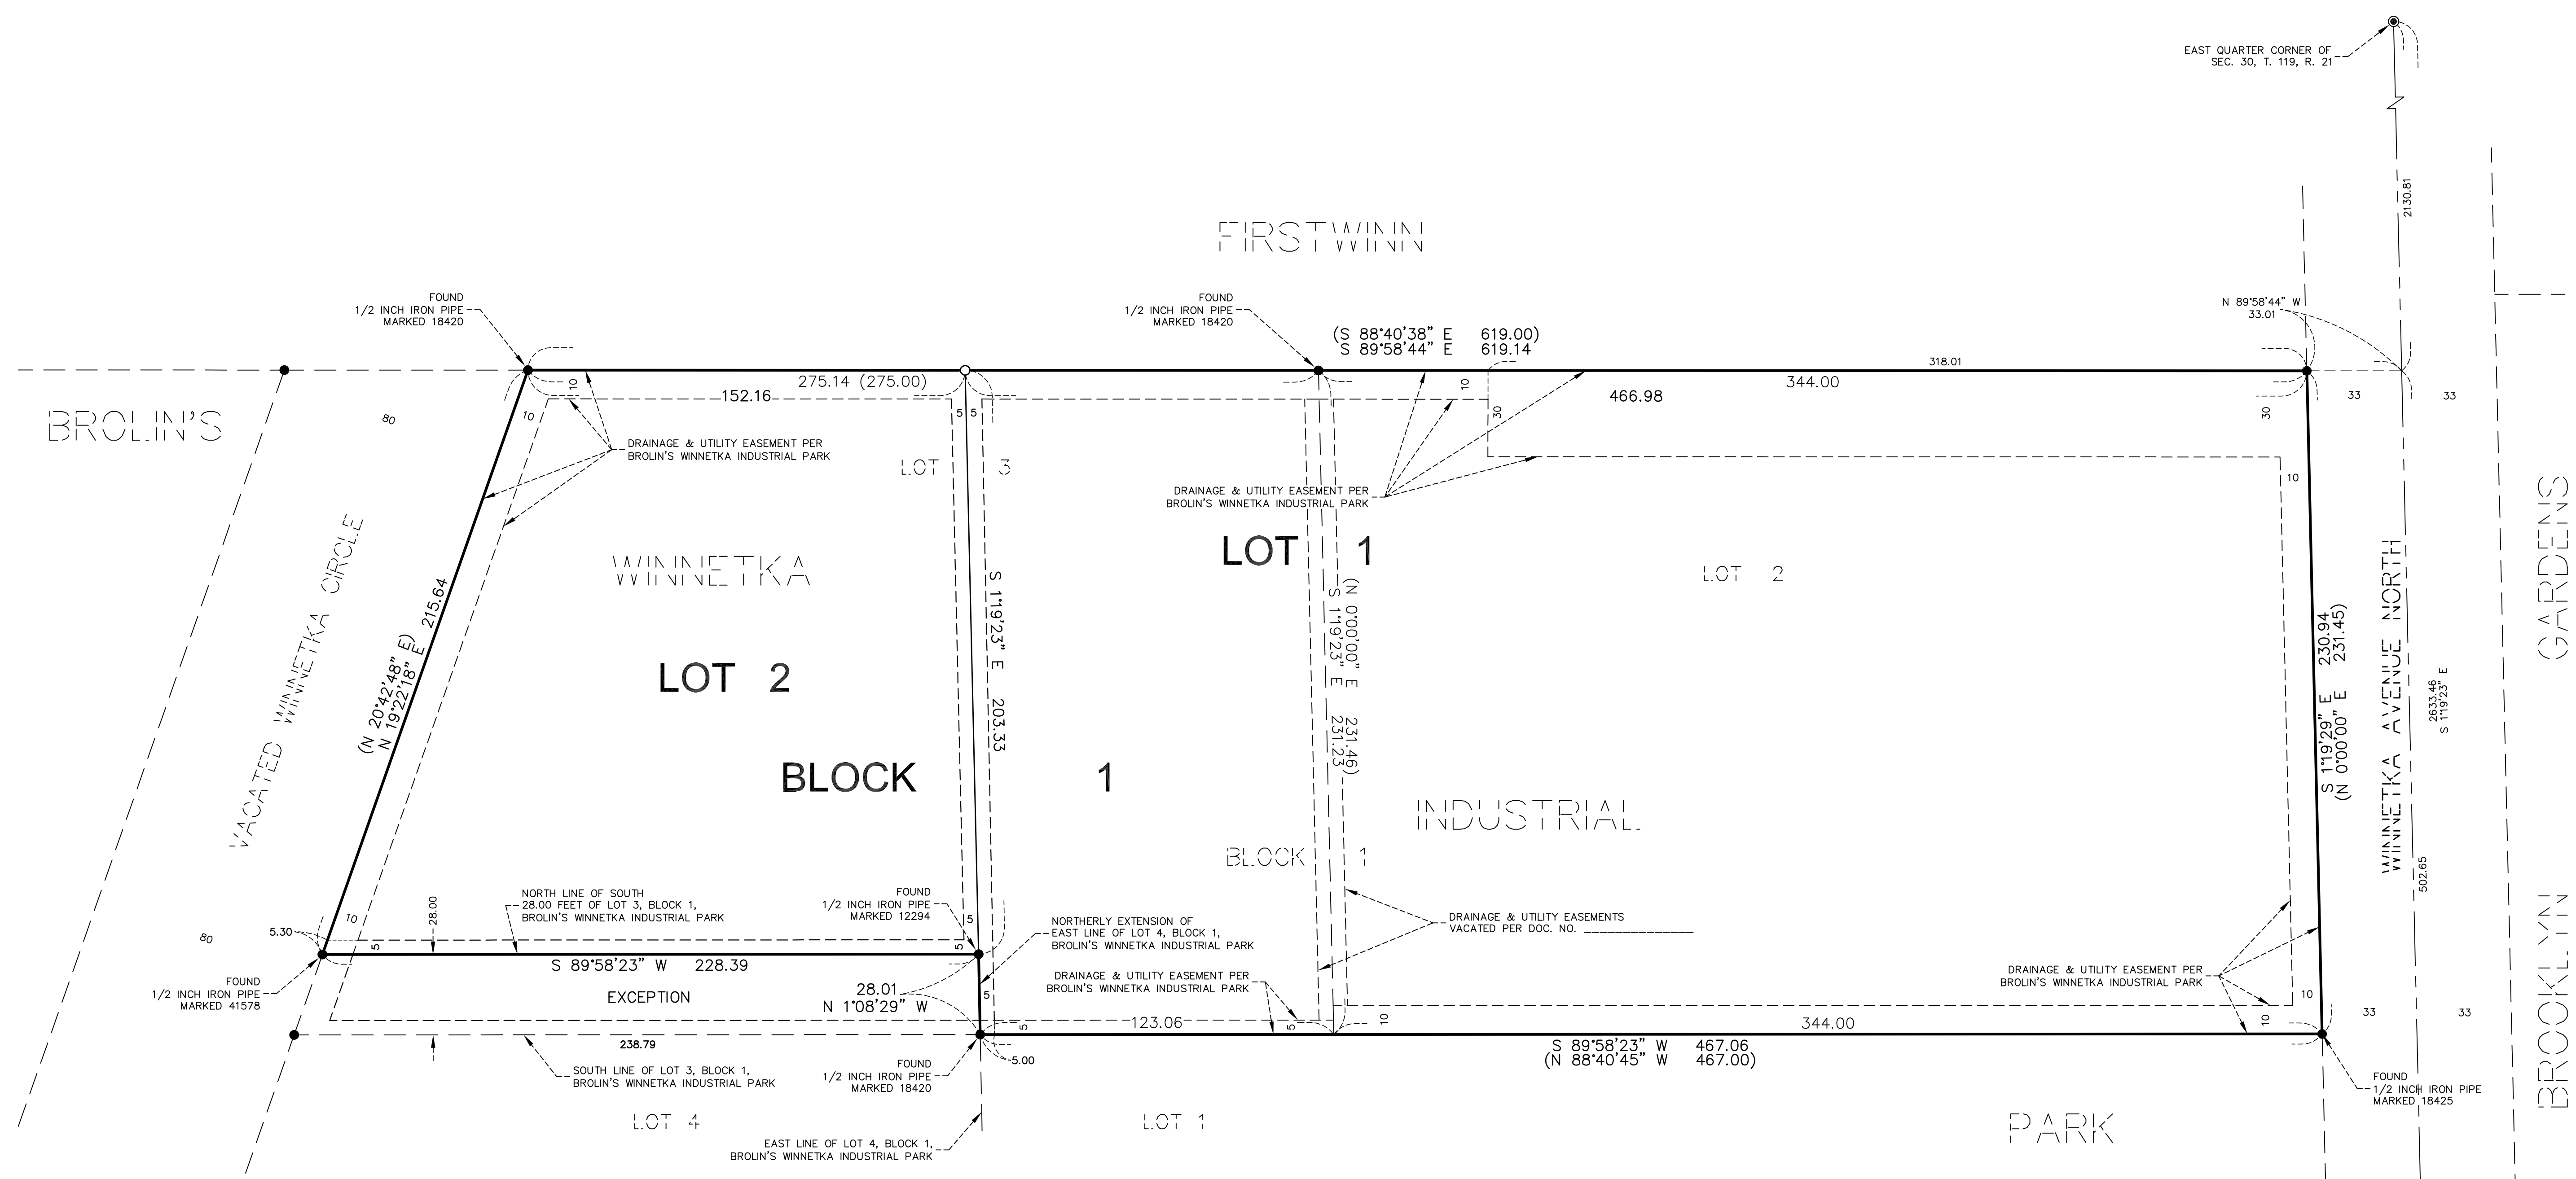 EAST QUARTER CORNER OF
SEC. 30, T. 119, R. 21
2130.81
FIRSTWINN
FOUND
1/2 INCH IRON PIPE
MARKED 18420
FOUND
1/2 INCH IRON PIPE
MARKED 18420
(S 88°40'38" E 619.00)
S 89°58'44" E 619.14
N 89°58'44" W
33.01
318.01
275.14 (275.00)
344.00
152.16
466.98
10
10
10
30
30
33
33
5
5
80
BROLIN'S
DRAINAGE & UTILITY EASEMENT PER
BROLIN'S WINNETKA INDUSTRIAL PARK
LOT 3
10
DRAINAGE & UTILITY EASEMENT PER
BROLIN'S WINNETKA INDUSTRIAL PARK
LOT 1
WINNETKA
LOT 2
VACATED WINNETKA CIRCLE
215.64
(N 20°42'48" E)
N 19°22'18" E
S 1°19'23" E 203.33
(N 0°00'00" E 231.46)
S 1°19'23" E 231.23
S 1°19'29" E 230.94
(N 0°00'00" E 231.45)
WINNETKA AVENUE NORTH
2633.46
S 1°19'23" E
GARDENS
BROOKLYN
LOT 2
BLOCK 1
INDUSTRIAL
BLOCK 1
502.65
NORTH LINE OF SOUTH
28.00 FEET OF LOT 3, BLOCK 1,
BROLIN'S WINNETKA INDUSTRIAL PARK
28.00
FOUND
1/2 INCH IRON PIPE
MARKED 12294
NORTHERLY EXTENSION OF
EAST LINE OF LOT 4, BLOCK 1,
BROLIN'S WINNETKA INDUSTRIAL PARK
DRAINAGE & UTILITY EASEMENTS
VACATED PER DOC. NO. _______________
10
5.30
80
5
5
5
S 89°58'23" W 228.39
FOUND
1/2 INCH IRON PIPE
MARKED 41578
EXCEPTION
28.01
N 1°08'29" W
5
DRAINAGE & UTILITY EASEMENT PER
BROLIN'S WINNETKA INDUSTRIAL PARK
DRAINAGE & UTILITY EASEMENT PER
BROLIN'S WINNETKA INDUSTRIAL PARK
10
10
33
33
5
123.06
5
10
344.00
238.79
S 89°58'23" W 467.06
(N 88°40'45" W 467.00)
5.00
SOUTH LINE OF LOT 3, BLOCK 1,
BROLIN'S WINNETKA INDUSTRIAL PARK
FOUND
1/2 INCH IRON PIPE
MARKED 18420
FOUND
1/2 INCH IRON PIPE
MARKED 18425
LOT 4
LOT 1
PARK
EAST LINE OF LOT 4, BLOCK 1,
BROLIN'S WINNETKA INDUSTRIAL PARK